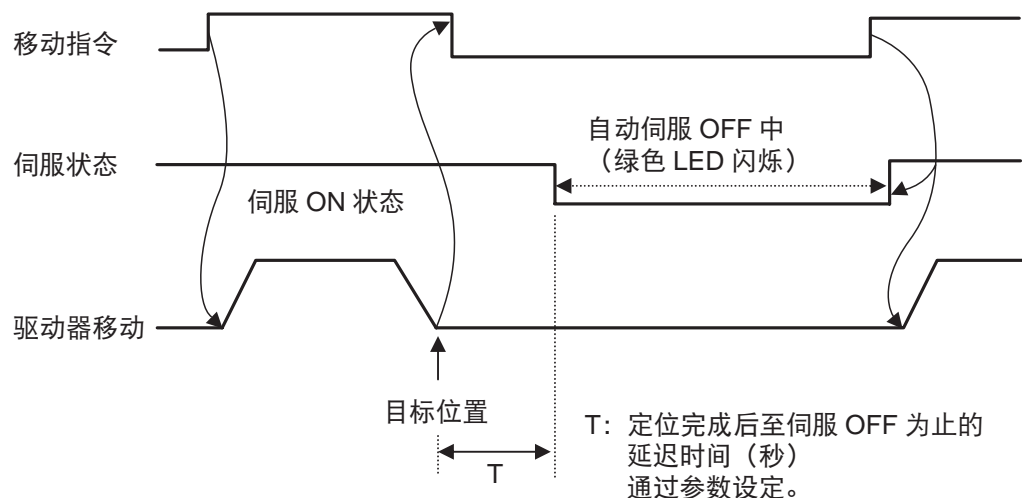 移动指令
自动伺服 OFF 中
（绿色 LED 闪烁）
伺服状态
伺服 ON 状态
驱动器移动
目标位置
T
T：定位完成后至伺服 OFF 为止的
延迟时间（秒）
通过参数设定。